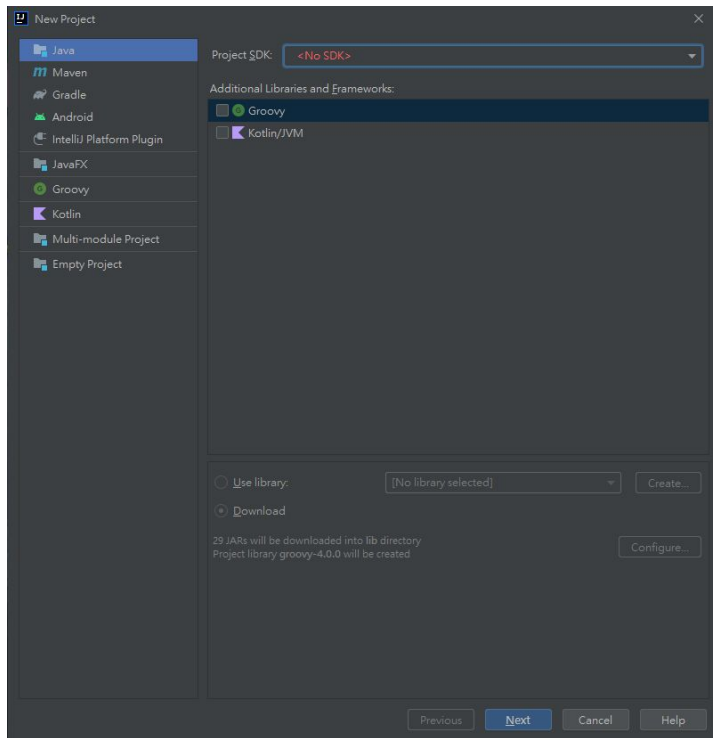 New Project
Java
Maven
Gradle
Android
IntelliJ Platform Plugin
JavaFX
Groovy
Kotlin
Multi-module Project
Empty Project
Project SDK: <No SDK>
Additional Libraries and Frameworks:
Groovy
Kotlin/JVM
Use library: [No library selected] Create...
Download
29 JARs will be downloaded into lib directory
Project library groovy-4.0.0 will be created
Configure...
Previous Next Cancel Help